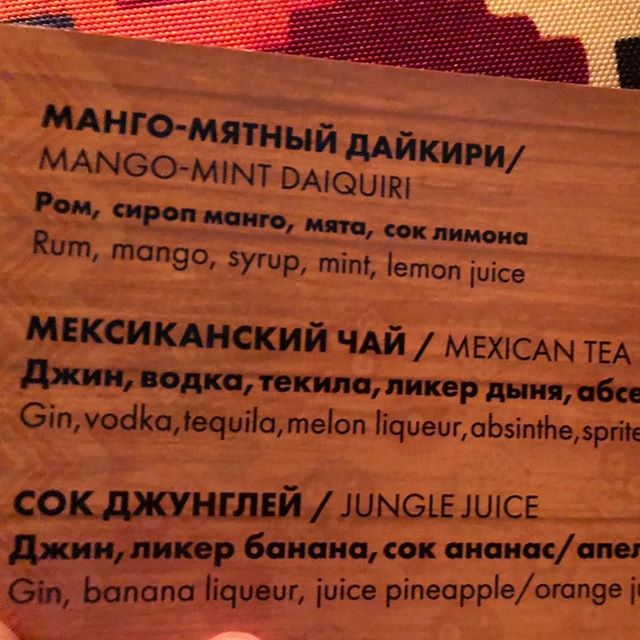 МАНГО-МЯТНЫЙ ДАЙКИРИ/
MANGO-MINT DAIQUIRI
Ром, сироп манго, мята, сок лимона
Rum, mango, syrup, mint, lemon juice
МЕКСИКАНСКИЙ ЧАЙ / MEXICAN TEA
Джин, водка, текила, ликер дыня,
Gin, vodka, tequila, melon liqueur, absinthe, sprite
СОК ДЖУНГЛЕЙ / JUNGLE JUICE
Джин, ликер банана, сок ананас/
Gin, banana liqueur, juice pineapple/orange